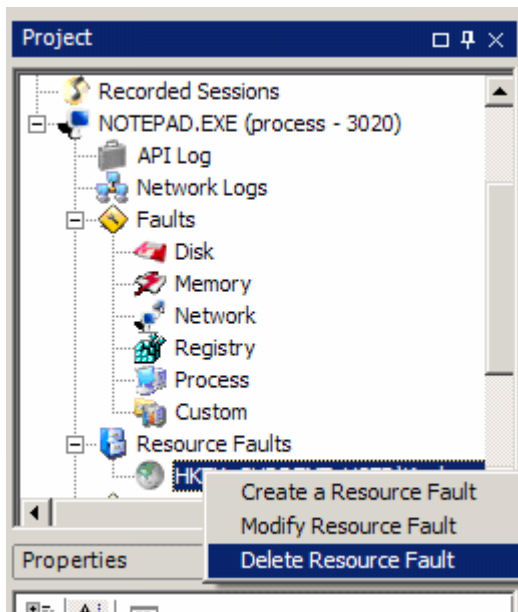 Project
Recorded Sessions
NOTEPAD.EXE (process - 3020)
API Log
Network Logs
Faults
Disk
Memory
Network
Registry
Process
Custom
Resource Faults
Create a Resource Fault
Modify Resource Fault
Delete Resource Fault
Properties